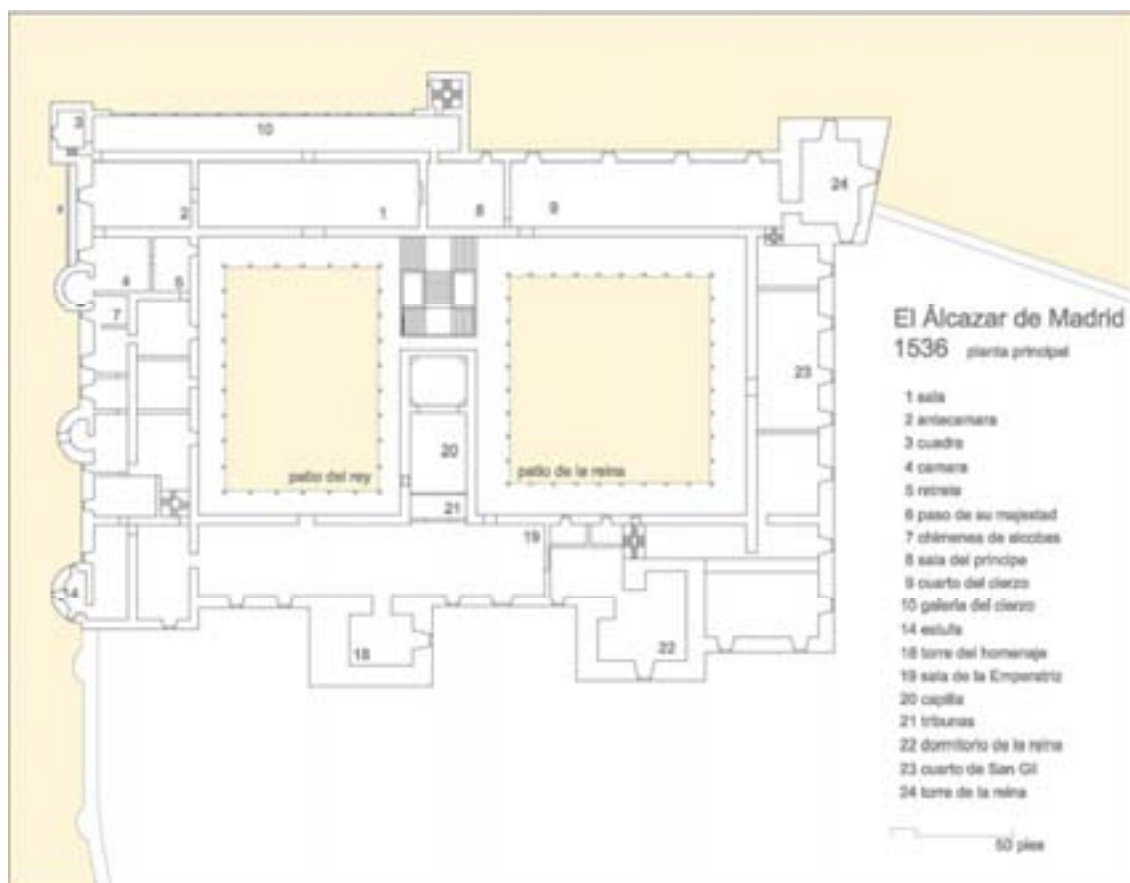 3
10
24
2
1
8
9
4
7
El Álcazar de Madrid
1536 planta principal
23
1 sala
2 antecamara
3 cuadra
4 camara
5 retrete
6 paso de su majestad
7 chimenea de alcobas
8 sala del principe
9 cuarto del cierzo
10 galeria del cierzo
14 estufa
18 torre del homenaje
19 sala de la Emperatriz
20 capilla
21 tribunas
22 dormitorio de la reina
23 cuarto de San Gil
24 torre de la reina
50 pies
20
patio del rey
patio de la reina
21
19
14
18
22